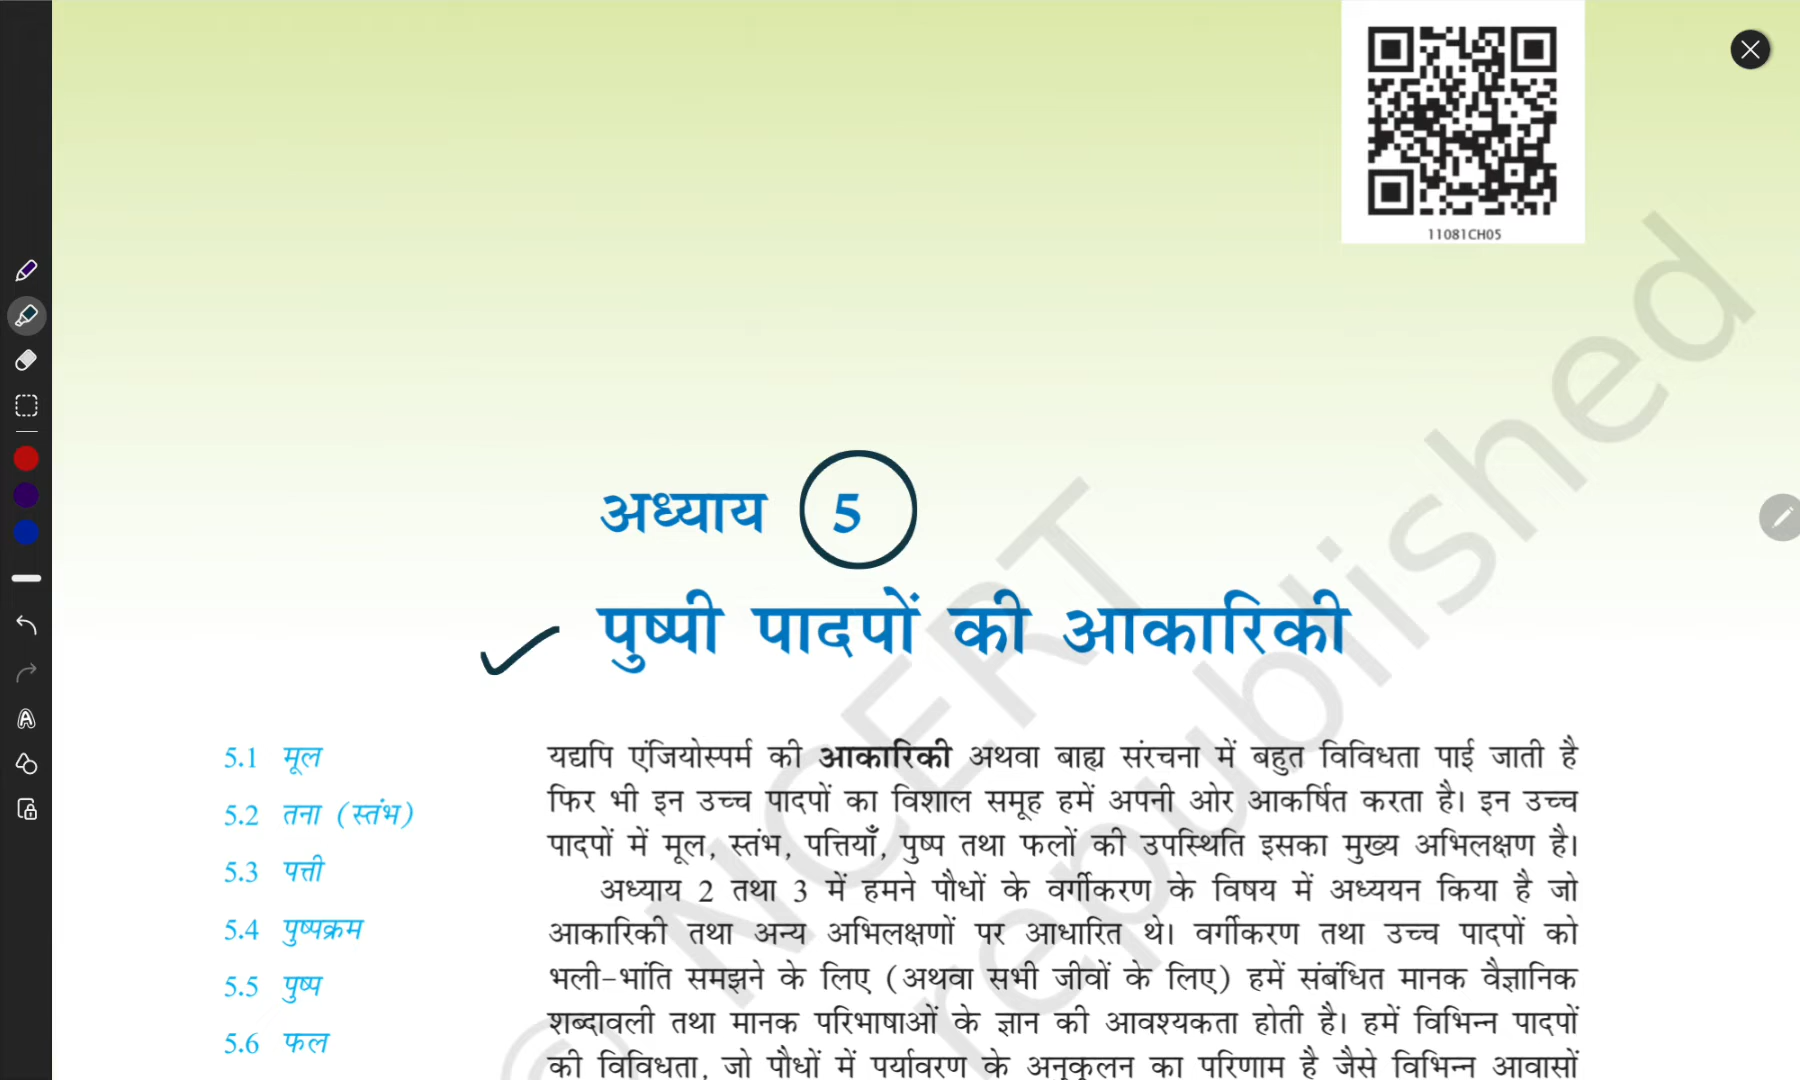 11081CH05
अध्याय 5
पुष्पी पादपों की आकारिकी
5.1 मूल
5.2 तना (स्तंभ)
5.3 पत्ती
5.4 पुष्पक्रम
5.5 पुष्प
5.6 फल
यद्यपि एंजियोस्पर्म की आकारिकी अथवा बाह्य संरचना में बहुत विविधता पाई जाती है
फिर भी इन उच्च पादपों का विशाल समूह हमें अपनी ओर आकर्षित करता है। इन उच्च
पादपों में मूल, स्तंभ, पत्तियाँ, पुष्प तथा फलों की उपस्थिति इसका मुख्य अभिलक्षण है।
अध्याय 2 तथा 3 में हमने पौधों के वर्गीकरण के विषय में अध्ययन किया है जो
आकारिकी तथा अन्य अभिलक्षणों पर आधारित थे। वर्गीकरण तथा उच्च पादपों को
भली-भांति समझने के लिए (अथवा सभी जीवों के लिए) हमें संबंधित मानक वैज्ञानिक
शब्दावली तथा मानक परिभाषाओं के ज्ञान की आवश्यकता होती है। हमें विभिन्न पादपों
की विविधता, जो पौधों में पर्यावरण के अनुकूलन का परिणाम है जैसे विभिन्न आवासों
© NCERT
republished